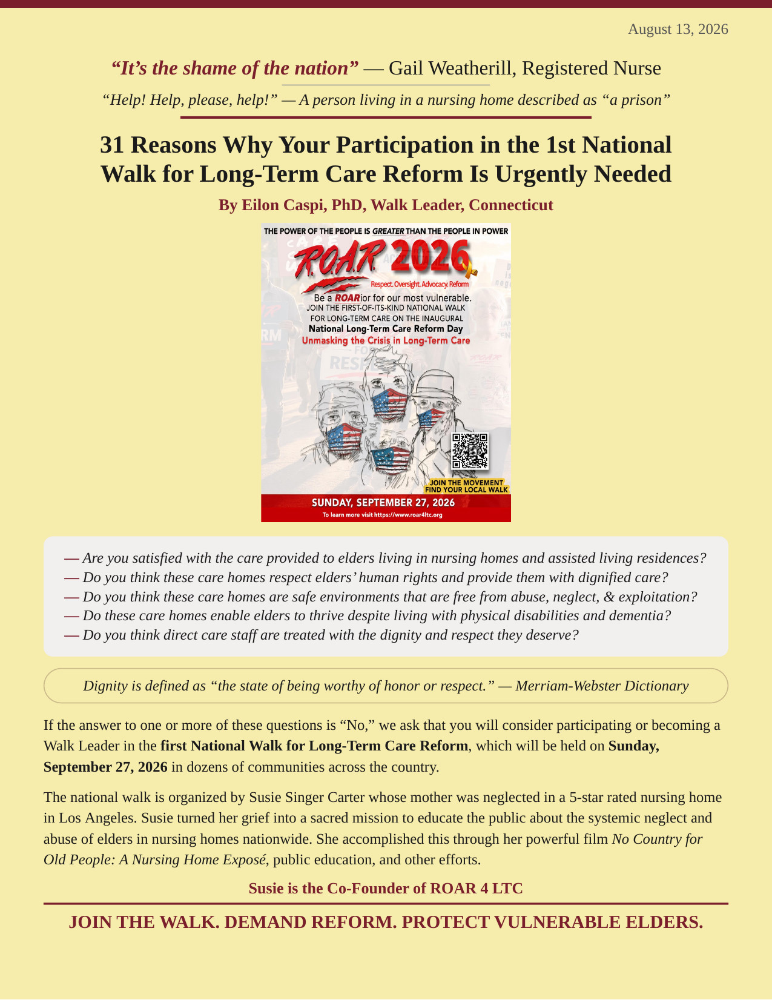 August 13, 2026
“It’s the shame of the nation” — Gail Weatherill, Registered Nurse
“Help! Help, please, help!” — A person living in a nursing home described as “a prison”
31 Reasons Why Your Participation in the 1st National
Walk for Long-Term Care Reform Is Urgently Needed
By Eilon Caspi, PhD, Walk Leader, Connecticut
THE POWER OF THE PEOPLE IS GREATER THAN THE PEOPLE IN POWER
R.O.A.R. 2026
Respect. Oversight. Advocacy. Reform
Be a ROARior for our most vulnerable.
JOIN THE FIRST-OF-ITS-KIND NATIONAL WALK
FOR LONG-TERM CARE ON THE INAUGURAL
National Long-Term Care Reform Day
Unmasking the Crisis in Long-Term Care
FOR
JOIN THE MOVEMENT
FIND YOUR LOCAL WALK
SUNDAY, SEPTEMBER 27, 2026
To learn more visit https://www.roar4ltc.org
— Are you satisfied with the care provided to elders living in nursing homes and assisted living residences?
— Do you think these care homes respect elders’ human rights and provide them with dignified care?
— Do you think these care homes are safe environments that are free from abuse, neglect, & exploitation?
— Do these care homes enable elders to thrive despite living with physical disabilities and dementia?
— Do you think direct care staff are treated with the dignity and respect they deserve?
Dignity is defined as “the state of being worthy of honor or respect.” — Merriam-Webster Dictionary
If the answer to one or more of these questions is “No,” we ask that you will consider participating or becoming a
Walk Leader in the first National Walk for Long-Term Care Reform, which will be held on Sunday,
September 27, 2026 in dozens of communities across the country.
The national walk is organized by Susie Singer Carter whose mother was neglected in a 5-star rated nursing home
in Los Angeles. Susie turned her grief into a sacred mission to educate the public about the systemic neglect and
abuse of elders in nursing homes nationwide. She accomplished this through her powerful film No Country for
Old People: A Nursing Home Exposé, public education, and other efforts.
Susie is the Co-Founder of ROAR 4 LTC
JOIN THE WALK. DEMAND REFORM. PROTECT VULNERABLE ELDERS.